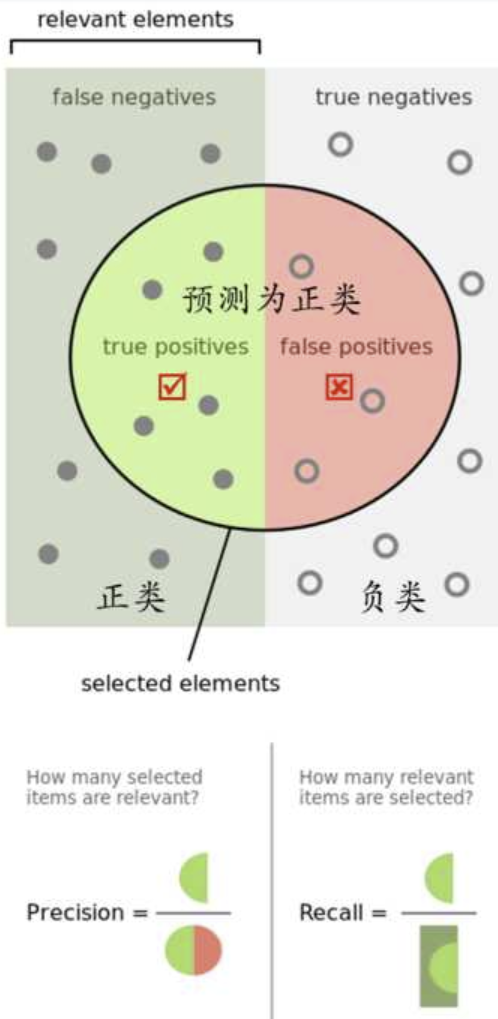 relevant elements
false negatives
true negatives
预测为正类
true positives
false positives
正类
负类
selected elements
How many selected
items are relevant?
How many relevant
items are selected?
Precision =
Recall =